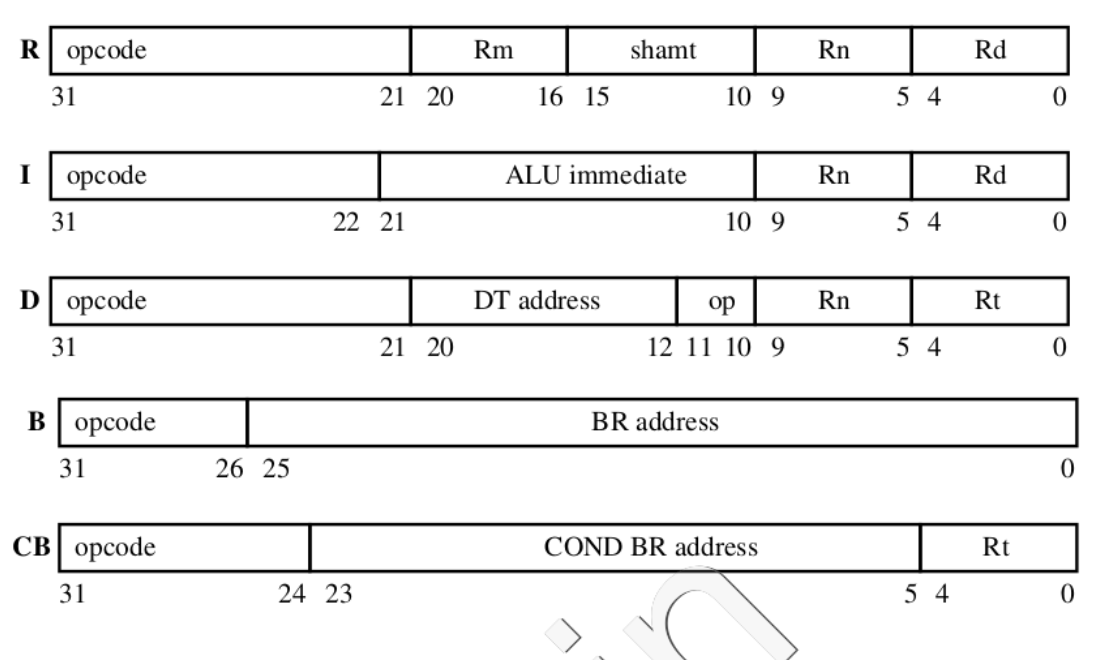 R opcode Rm shamt Rn Rd
31 21 20 16 15 10 9 5 4 0
I opcode ALU immediate Rn Rd
31 22 21 10 9 5 4 0
D opcode DT address op Rn Rt
31 21 20 12 11 10 9 5 4 0
B opcode BR address
31 26 25 0
CB opcode COND BR address Rt
31 24 23 5 4 0